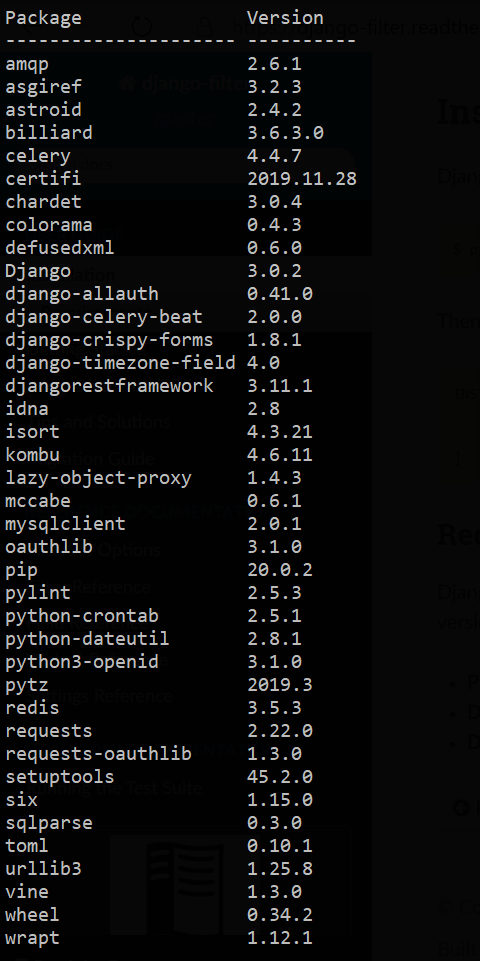 Package              Version
-------------------- ----------
amqp                 2.6.1
asgiref              3.2.3
astroid              2.4.2
billiard             3.6.3.0
celery               4.4.7
certifi              2019.11.28
chardet              3.0.4
colorama             0.4.3
defusedxml           0.6.0
Django               3.0.2
django-allauth       0.41.0
django-celery-beat   2.0.0
django-crispy-forms  1.8.1
django-timezone-field 4.0
djangorestframework  3.11.1
idna                 2.8
isort                4.3.21
kombu                4.6.11
lazy-object-proxy    1.4.3
mccabe               0.6.1
mysqlclient          2.0.1
oauthlib             3.1.0
pip                  20.0.2
pylint               2.5.3
python-crontab       2.5.1
python-dateutil      2.8.1
python3-openid       3.1.0
pytz                 2019.3
redis                3.5.3
requests             2.22.0
requests-oauthlib    1.3.0
setuptools           45.2.0
six                  1.15.0
sqlparse             0.3.0
toml                 0.10.1
urllib3              1.25.8
vine                 1.3.0
wheel                0.34.2
wrapt                1.12.1